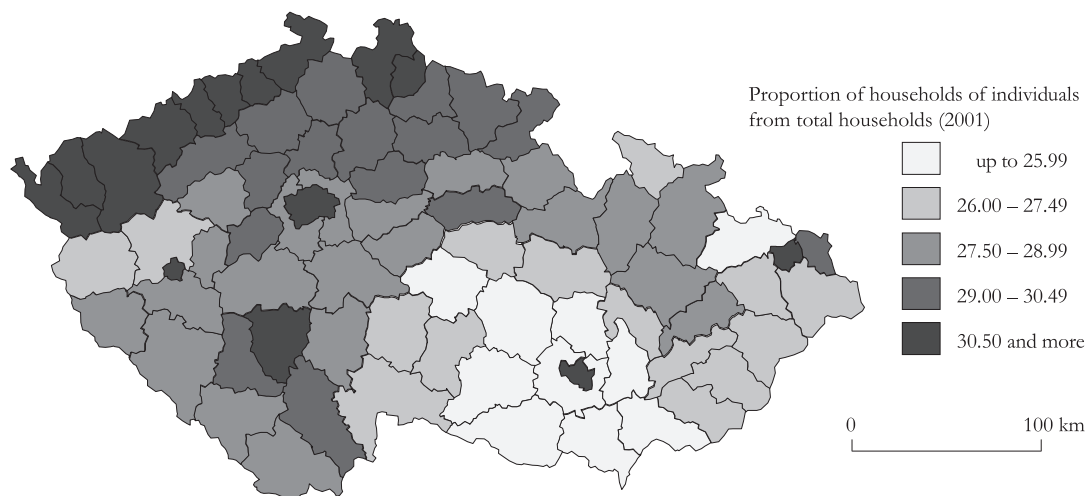 Proportion of households of individuals
from total households (2001)
up to 25.99
26.00 – 27.49
27.50 – 28.99
29.00 – 30.49
30.50 and more
0 100 km